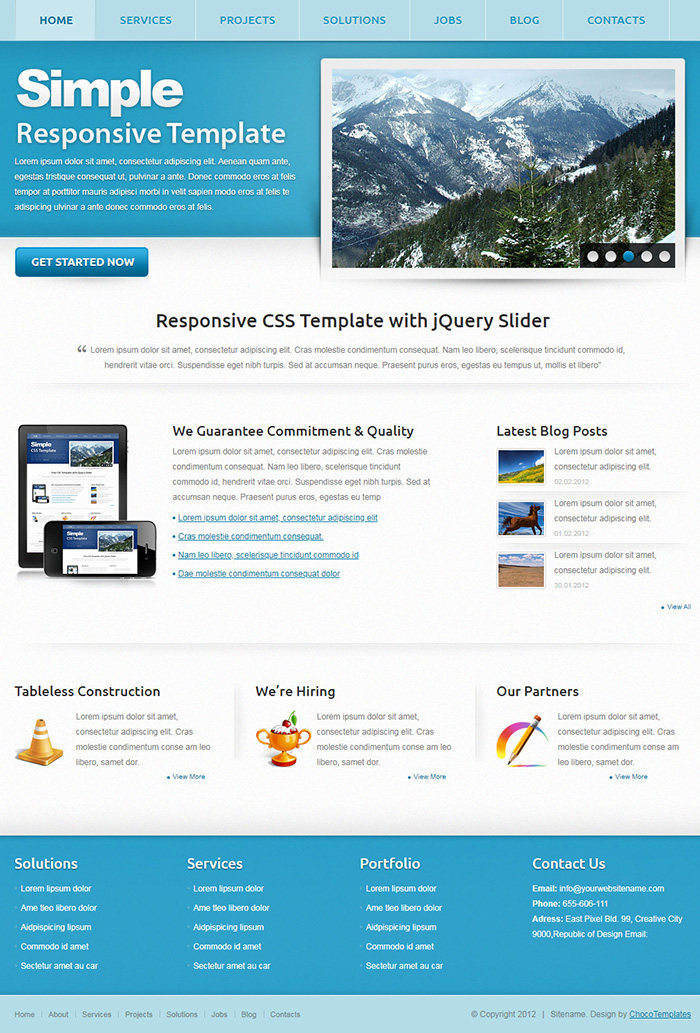 HOME SERVICES PROJECTS SOLUTIONS JOBS BLOG CONTACTS
Simple
Responsive Template
Lorem ipsum dolor sit amet, consectetur adipiscing elit. Aenean quam ante,
egestas tristique consequat ut, pulvinar a ante. Donec commodo eros at felis
tempor at porttitor mauris adipisci morbi in velit sapien modo eros at felis te
adispicing ulvinar a ante donec commodo eros at felis.
GET STARTED NOW
Responsive CSS Template with jQuery Slider
“ Lorem ipsum dolor sit amet, consectetur adipiscing elit. Cras molestie condimentum consequat. Nam leo libero, scelerisque tincidunt commodo id,
hendrerit vitae orci. Suspendisse eget nibh turpis. Sed at accumsan neque. Praesent purus eros, egestas eu tempus ut, mollis et libero"
Simple
CSS Template
Simple
CSS Template
We Guarantee Commitment & Quality
Lorem ipsum dolor sit amet, consectetur adipiscing elit. Cras molestie
condimentum consequat. Nam leo libero, scelerisque tincidunt
commodo id, hendrerit vitae orci. Suspendisse eget nibh turpis. Sed at
accumsan neque. Praesent purus eros, egestas eu temp
• Lorem ipsum dolor sit amet, consectetur adipiscing elit
• Cras molestie condimentum consequat.
• Nam leo libero, scelerisque tincidunt commodo id
• Dae molestie condimentum consequat dolor
Latest Blog Posts
Lorem ipsum dolor sit amet,
consectetur adipiscing elit.
02.02.2012
Lorem ipsum dolor sit amet,
consectetur adipiscing elit.
01.02.2012
Lorem ipsum dolor sit amet,
consectetur adipiscing elit.
30.01.2012
• View All
Tableless Construction
Lorem ipsum dolor sit amet,
consectetur adipiscing elit. Cras
molestie condimentum conse am leo
libero, samet dor.
• View More
We’re Hiring
Lorem ipsum dolor sit amet,
consectetur adipiscing elit. Cras
molestie condimentum conse am leo
libero, samet dor.
• View More
Our Partners
Lorem ipsum dolor sit amet,
consectetur adipiscing elit. Cras
molestie condimentum conse am
libero, samet dor.
• View More
Solutions
Lorem lipsum dolor
Ame tleo libero dolor
Aidpisicing lipsum
Commodo id amet
Sectetur amet au car
Services
Lorem lipsum dolor
Ame tleo libero dolor
Aidpisicing lipsum
Commodo id amet
Sectetur amet au car
Portfolio
Lorem lipsum dolor
Ame tleo libero dolor
Aidpisicing lipsum
Commodo id amet
Sectetur amet au car
Contact Us
Email: info@yourwebsitename.com
Phone: 655-606-111
Adress: East Pixel Bld. 99, Creative City
9000,Republic of Design Email:
Home | About | Services | Projects | Solutions | Jobs | Blog | Contacts
© Copyright 2012 | Sitename. Design by ChocoTemplates